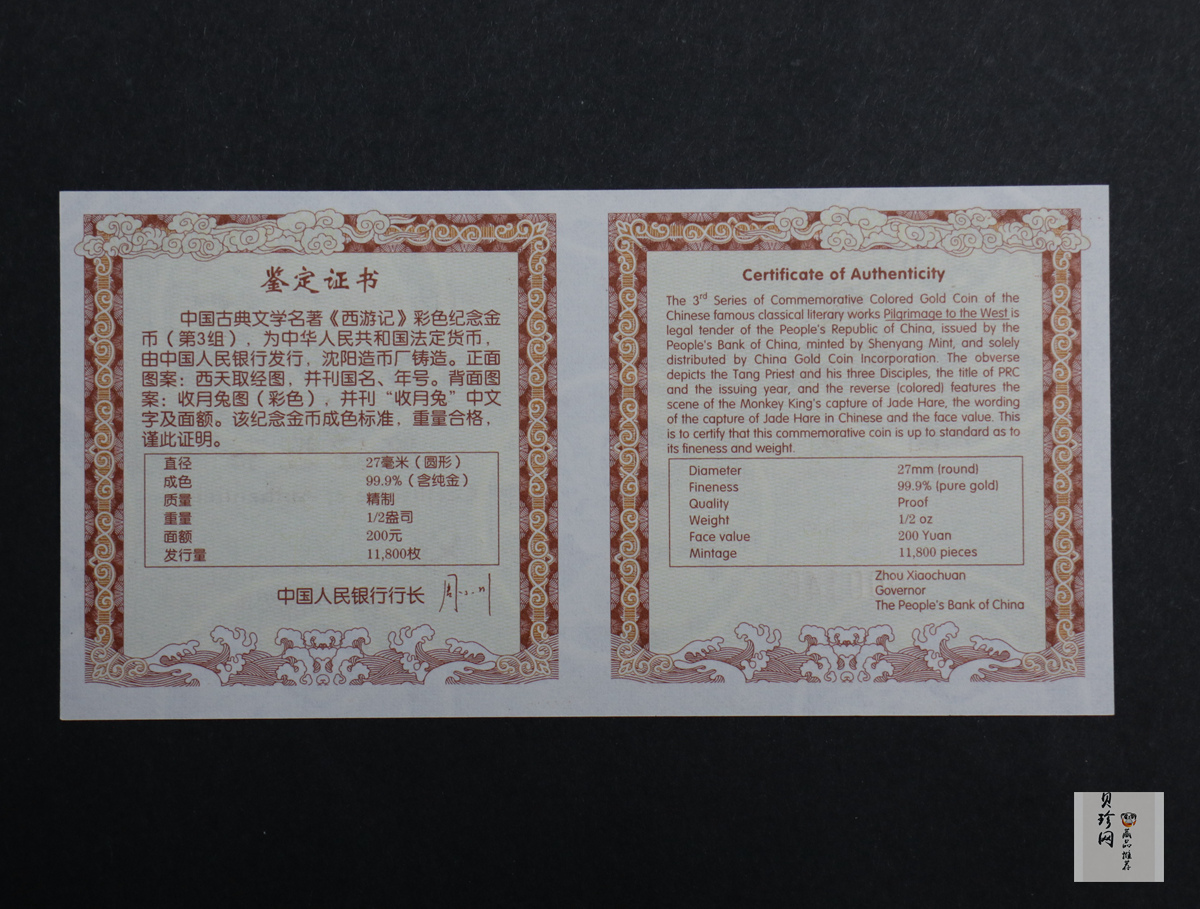 鉴定证书
中国古典文学名著《西游记》彩色纪念金
币（第3组），为中华人民共和国法定货币，
由中国人民银行发行，沈阳造币厂铸造。正面
图案：西天取经图，并刊国名、年号。背面图
案：收月兔图（彩色），并刊“收月兔”中文
字及面额。该纪念金币成色标准，重量合格，
谨此证明。
直径 27毫米（圆形）
成色 99.9%（含纯金）
质量 精制
重量 1/2盎司
面额 200元
发行量 11,800枚
中国人民银行行长
Certificate of Authenticity
The 3rd Series of Commemorative Colored Gold Coin of the
Chinese famous classical literary works Pilgrimage to the West is
legal tender of the People's Republic of China, issued by the
People's Bank of China, minted by Shenyang Mint, and solely
distributed by China Gold Coin Incorporation. The obverse
depicts the Tang Priest and his three Disciples, the title of PRC
and the issuing year, and the reverse (colored) features the
scene of the Monkey King's capture of Jade Hare, the wording
of the capture of Jade Hare in Chinese and the face value. This
is to certify that this commemorative coin is up to standard as to
its fineness and weight.
Diameter 27mm (round)
Fineness 99.9% (pure gold)
Quality Proof
Weight 1/2 oz
Face value 200 Yuan
Mintage 11,800 pieces
Zhou Xiaochuan
Governor
The People's Bank of China
贝珍网
藏品推荐